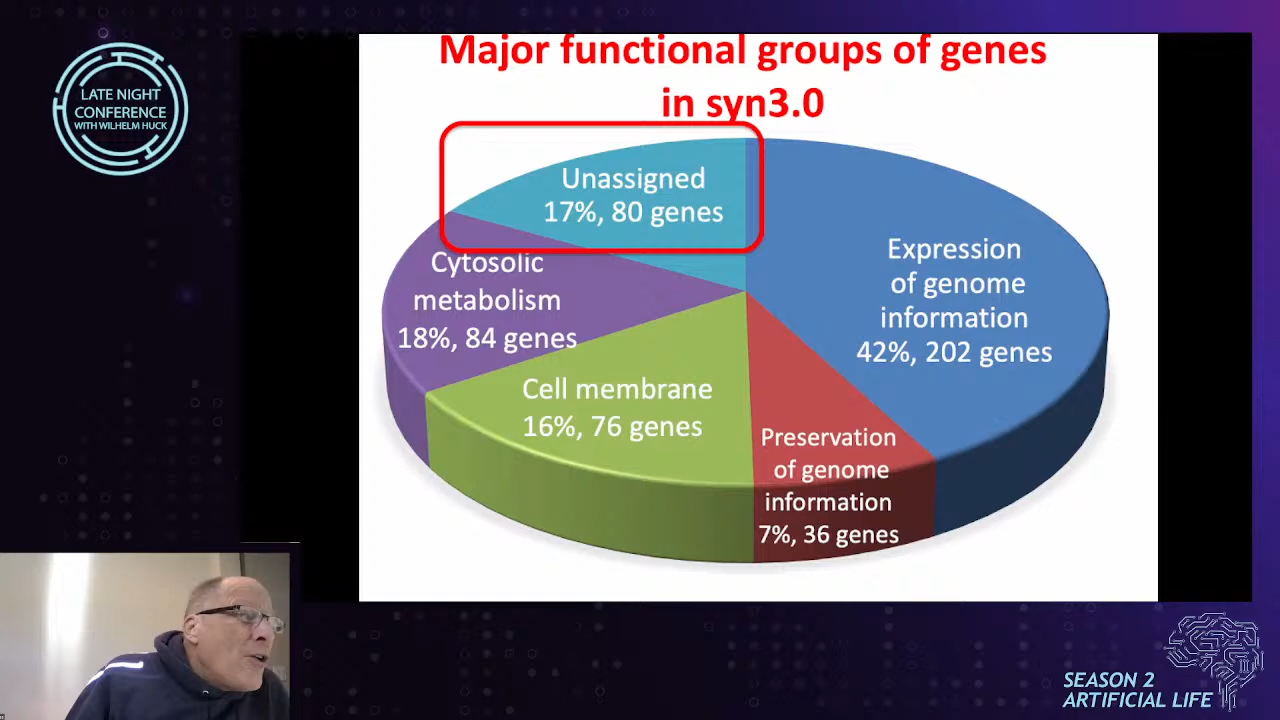 LATE NIGHT
CONFERENCE
WITH WILHELM HUCK
Major functional groups of genes
in syn3.0
Unassigned
17%, 80 genes
Expression
of genome
information
42%, 202 genes
Cytosolic
metabolism
18%, 84 genes
Cell membrane
16%, 76 genes
Preservation
of genome
information
7%, 36 genes
SEASON 2
ARTIFICIAL LIFE